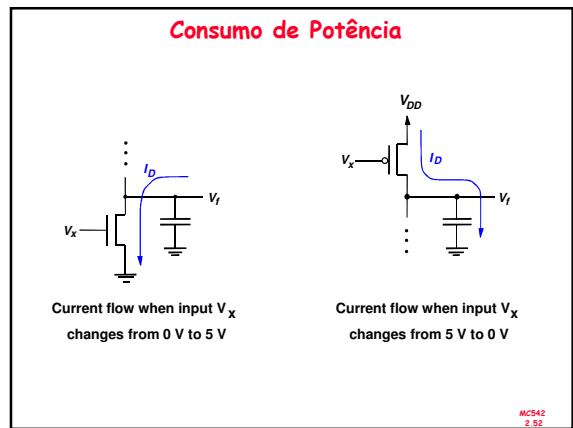 Consumo de Potência
V_DD
I_D
V_x
V_f
V_x
I_D
V_f
Current flow when input V_x
changes from 0 V to 5 V
Current flow when input V_x
changes from 5 V to 0 V
MC542
2.52